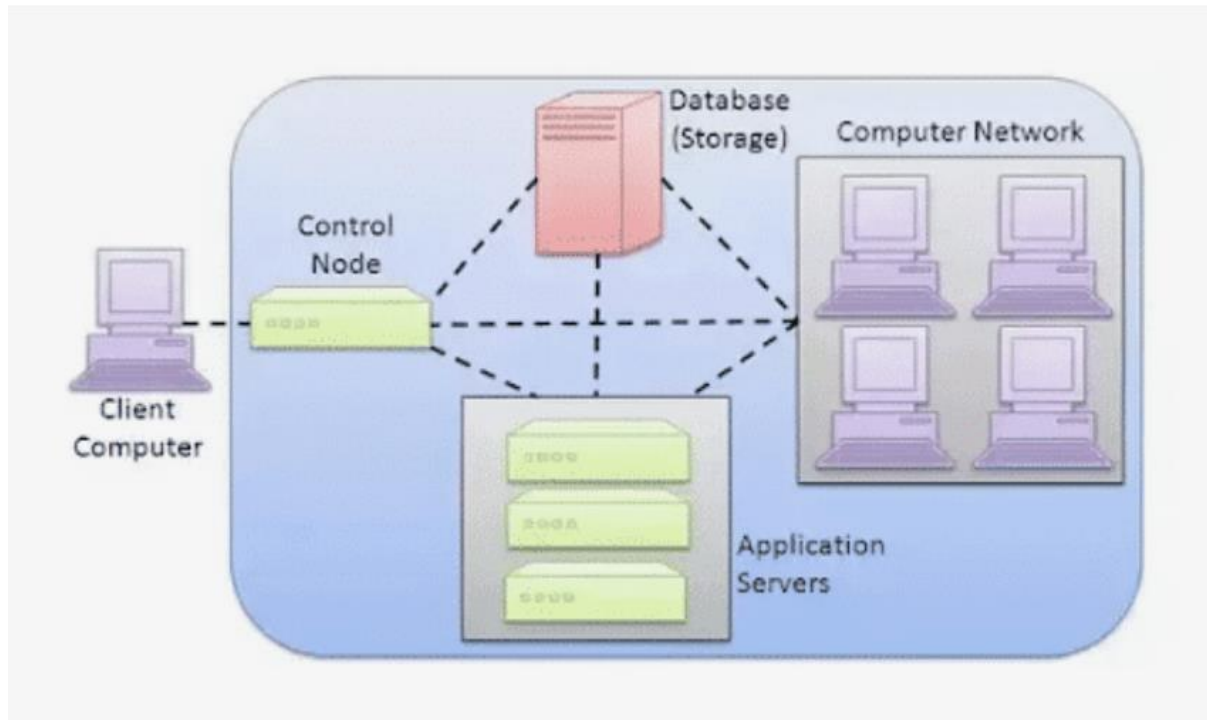 Database
(Storage)
Computer Network
Control
Node
Client
Computer
Application
Servers